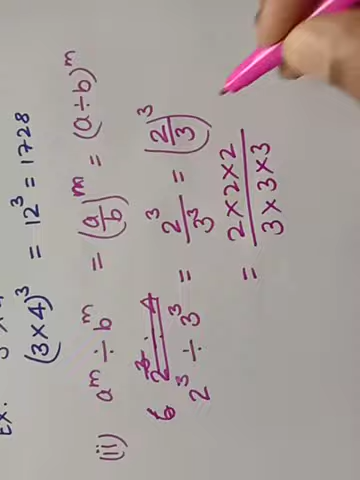 Ex:
(3×4)³ = 12³ = 1728
(ii) aᵐ ÷ bᵐ = (a/b)ᵐ = (a÷b)ᵐ
2³ ÷ 3³ = 2³/3³ = (2/3)³
= 2×2×2/3×3×3